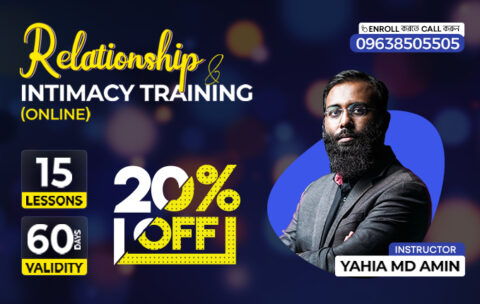 Relationship &
INTIMACY TRAINING
(ONLINE)
15
LESSONS
60 DAYS
VALIDITY
20%
OFF
ENROLL করতে CALL করুন
09638505505
INSTRUCTOR
YAHIA MD AMIN